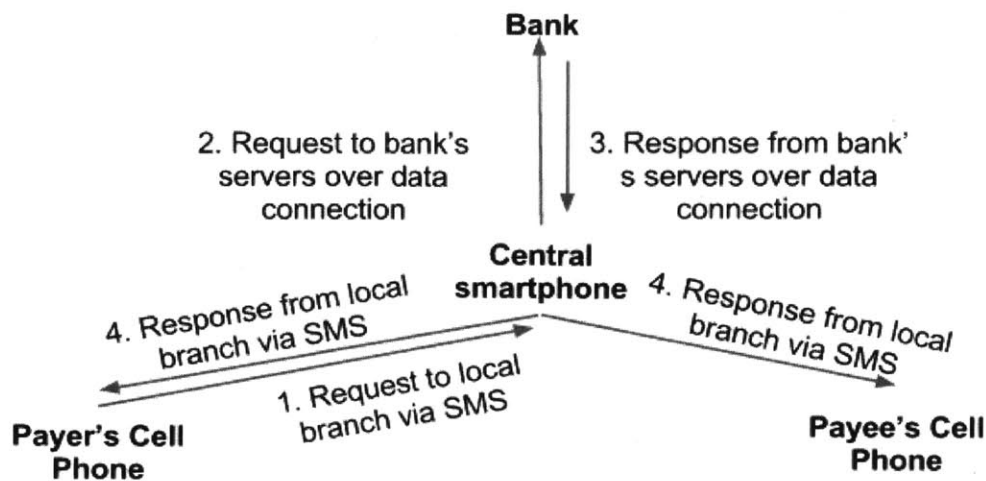 Bank
2. Request to bank's
servers over data
connection
3. Response from bank'
s servers over data
connection
Central
smartphone
4. Response from local
branch via SMS
1. Request to local
branch via SMS
4. Response from local
branch via SMS
Payer's Cell
Phone
Payee's Cell
Phone